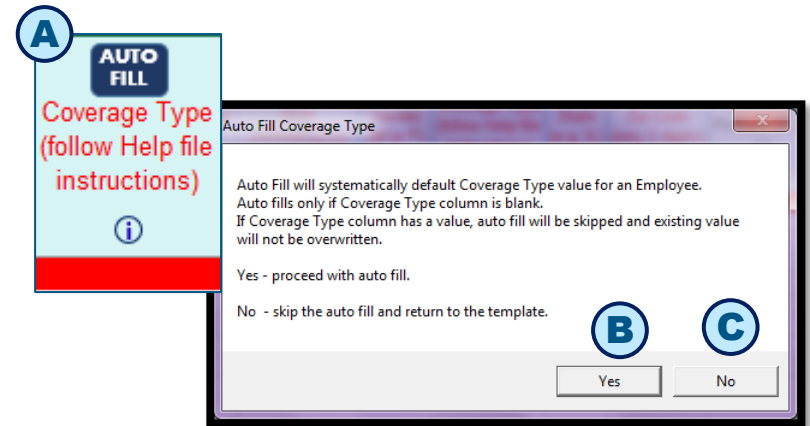 A
AUTO
FILL
Coverage Type
(follow Help file
instructions)
i
Auto Fill Coverage Type
x
Auto Fill will systematically default Coverage Type value for an Employee.
Auto fills only if Coverage Type column is blank.
If Coverage Type column has a value, auto fill will be skipped and existing value
will not be overwritten.
Yes - proceed with auto fill.
No - skip the auto fill and return to the template.
B
C
Yes
No